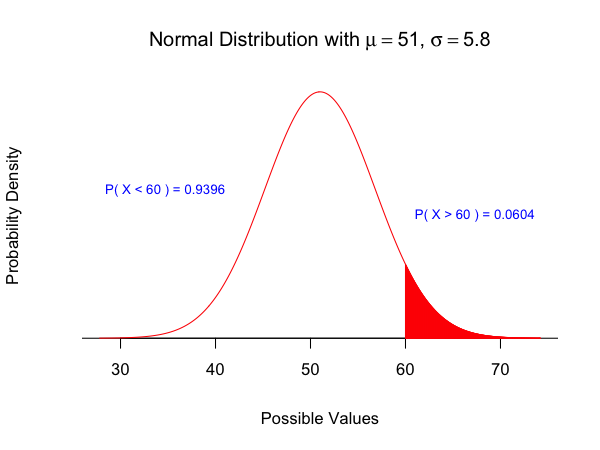 Normal Distribution with μ = 51, σ = 5.8
Probability Density
P( X < 60 ) = 0.9396
P( X > 60 ) = 0.0604
30 40 50 60 70
Possible Values